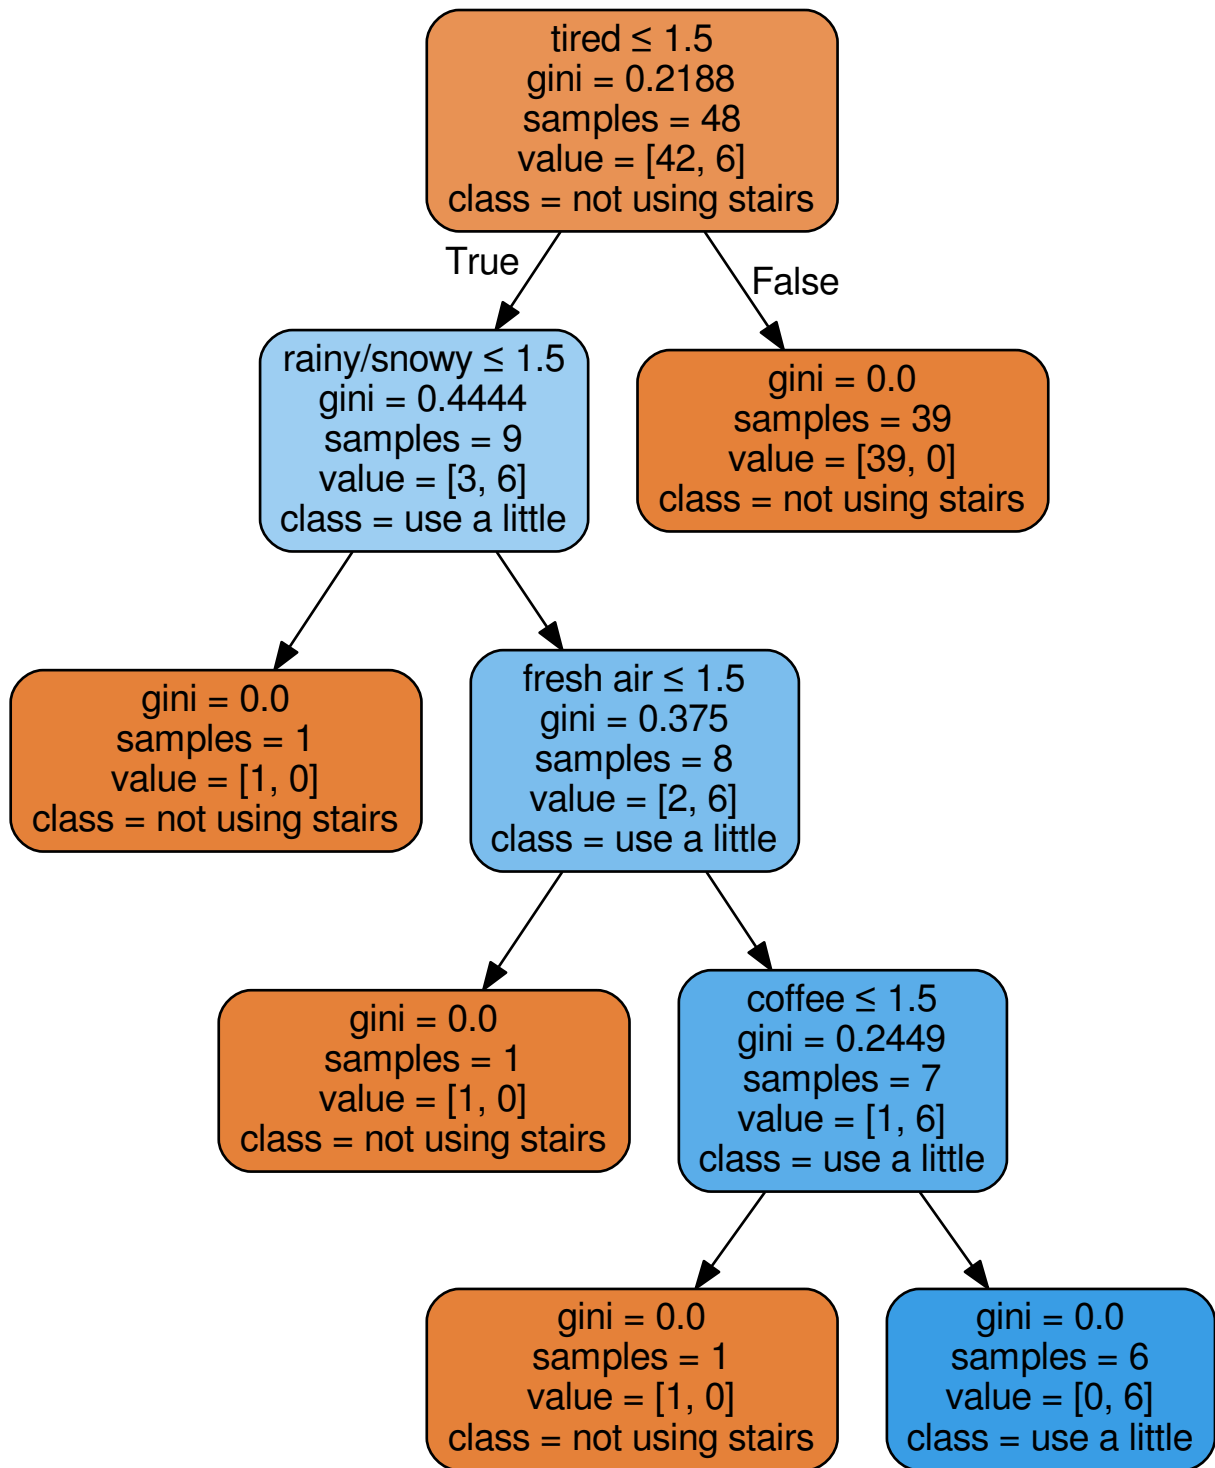 tired ≤ 1.5
gini = 0.2188
samples = 48
value = [42, 6]
class = not using stairs
True
False
rainy/snowy ≤ 1.5
gini = 0.4444
samples = 9
value = [3, 6]
class = use a little
gini = 0.0
samples = 39
value = [39, 0]
class = not using stairs
gini = 0.0
samples = 1
value = [1, 0]
class = not using stairs
fresh air ≤ 1.5
gini = 0.375
samples = 8
value = [2, 6]
class = use a little
gini = 0.0
samples = 1
value = [1, 0]
class = not using stairs
coffee ≤ 1.5
gini = 0.2449
samples = 7
value = [1, 6]
class = use a little
gini = 0.0
samples = 1
value = [1, 0]
class = not using stairs
gini = 0.0
samples = 6
value = [0, 6]
class = use a little